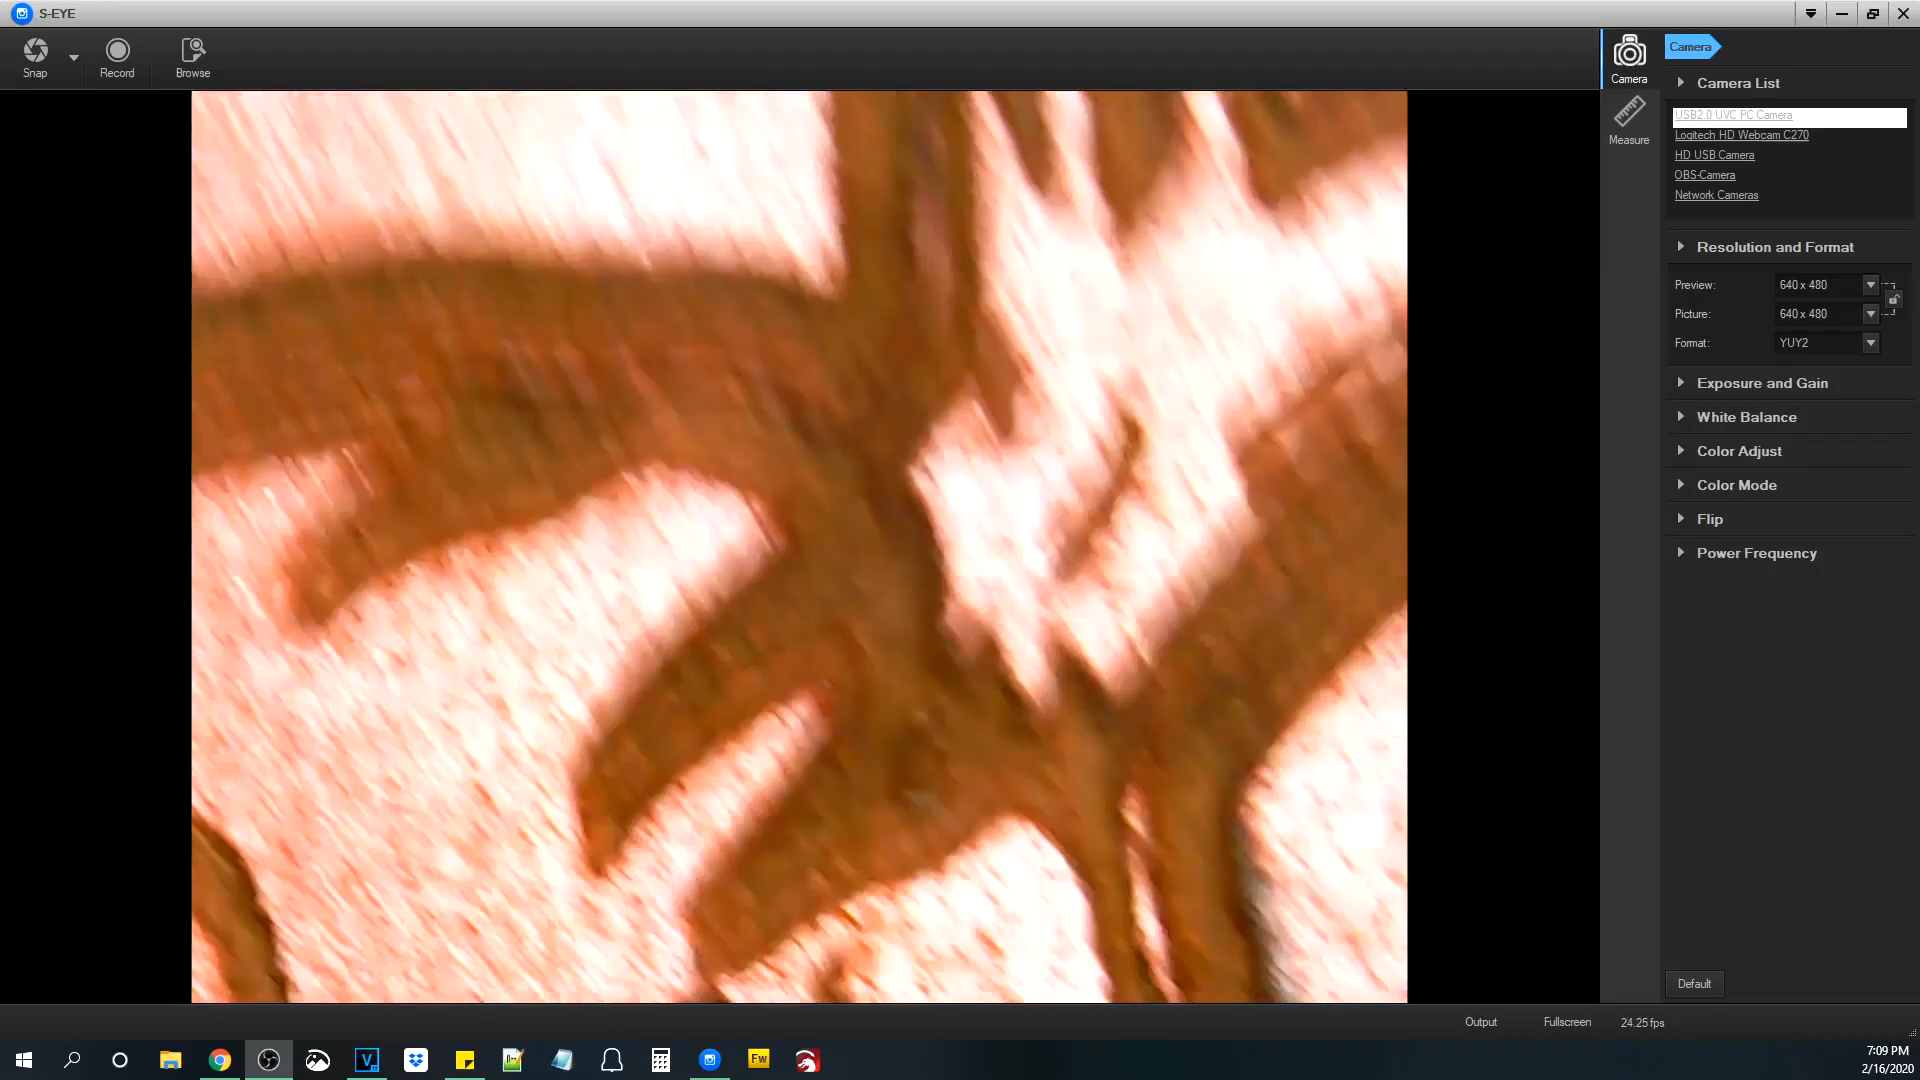 S-EYE
Snap
Record
Browse
Camera
Measure
Camera
Camera List
USB2.0 UVC PC Camera
Logitech HD Webcam C270
HD USB Camera
OBS-Camera
Network Cameras
Resolution and Format
Preview: 640 x 480
Picture: 640 x 480
Format: YUY2
Exposure and Gain
White Balance
Color Adjust
Color Mode
Flip
Power Frequency
Default
Output Fullscreen 24.25 fps
V
Fw
7:09 PM
2/16/2020